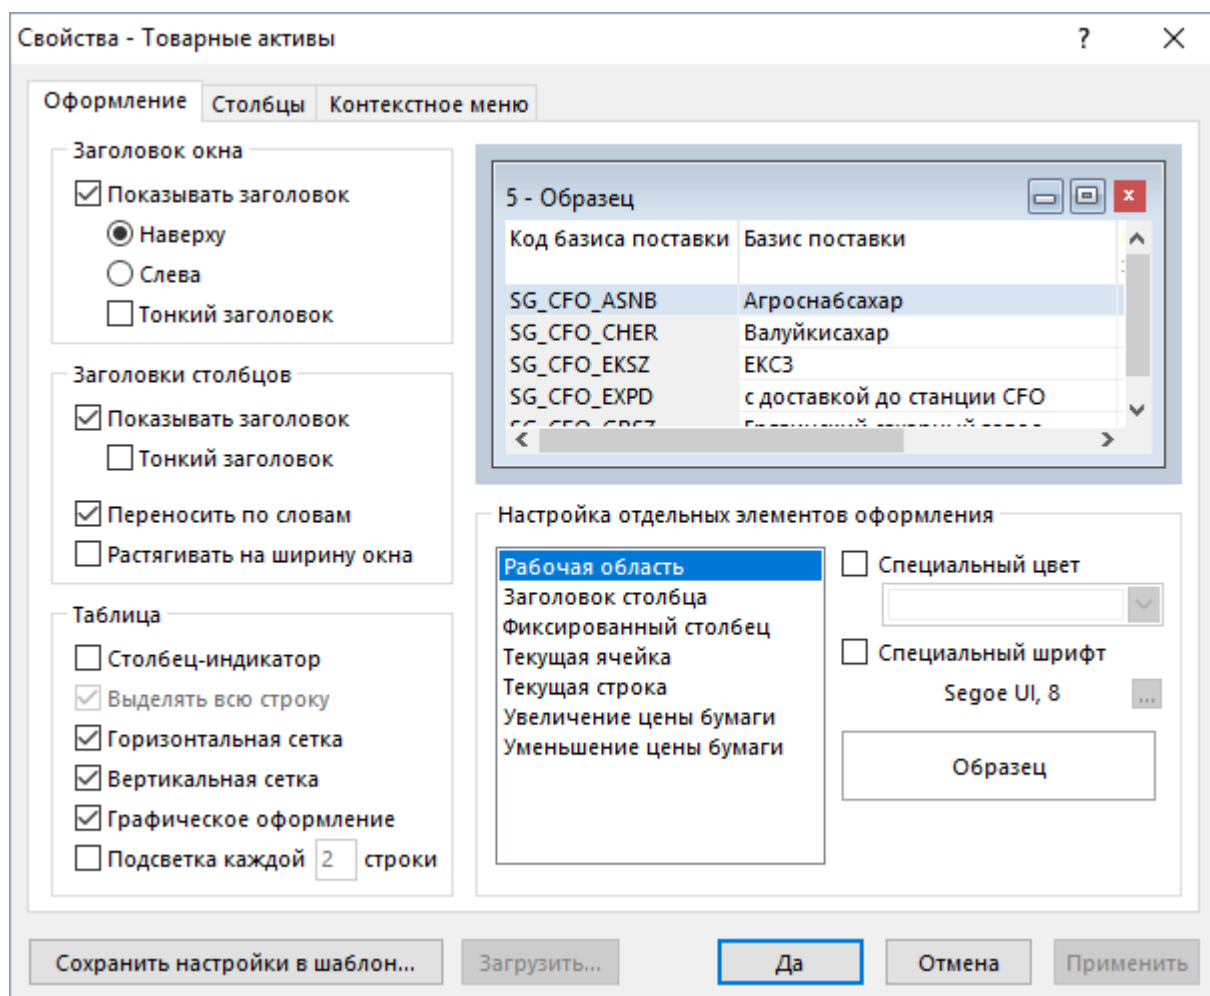 Свойства - Товарные активы
Оформление Столбцы Контекстное меню
Заголовок окна
Показывать заголовок
Наверху
Слева
Тонкий заголовок
Заголовки столбцов
Показывать заголовок
Тонкий заголовок
Переносить по словам
Растягивать на ширину окна
Таблица
Столбец-индикатор
Выделять всю строку
Горизонтальная сетка
Вертикальная сетка
Графическое оформление
Подсветка каждой 2 строки
5 - Образец
Код базиса поставки Базис поставки
SG_CFO_ASNB Агроснабсахар
SG_CFO_CHER Валуйкисахар
SG_CFO_EKSZ ЕКСЗ
SG_CFO_EXPD с доставкой до станции CFO
Настройка отдельных элементов оформления
Рабочая область
Заголовок столбца
Фиксированный столбец
Текущая ячейка
Текущая строка
Увеличение цены бумаги
Уменьшение цены бумаги
Специальный цвет
Специальный шрифт
Segoe UI, 8 ...
Образец
Сохранить настройки в шаблон... Загрузить... Да Отмена Применить